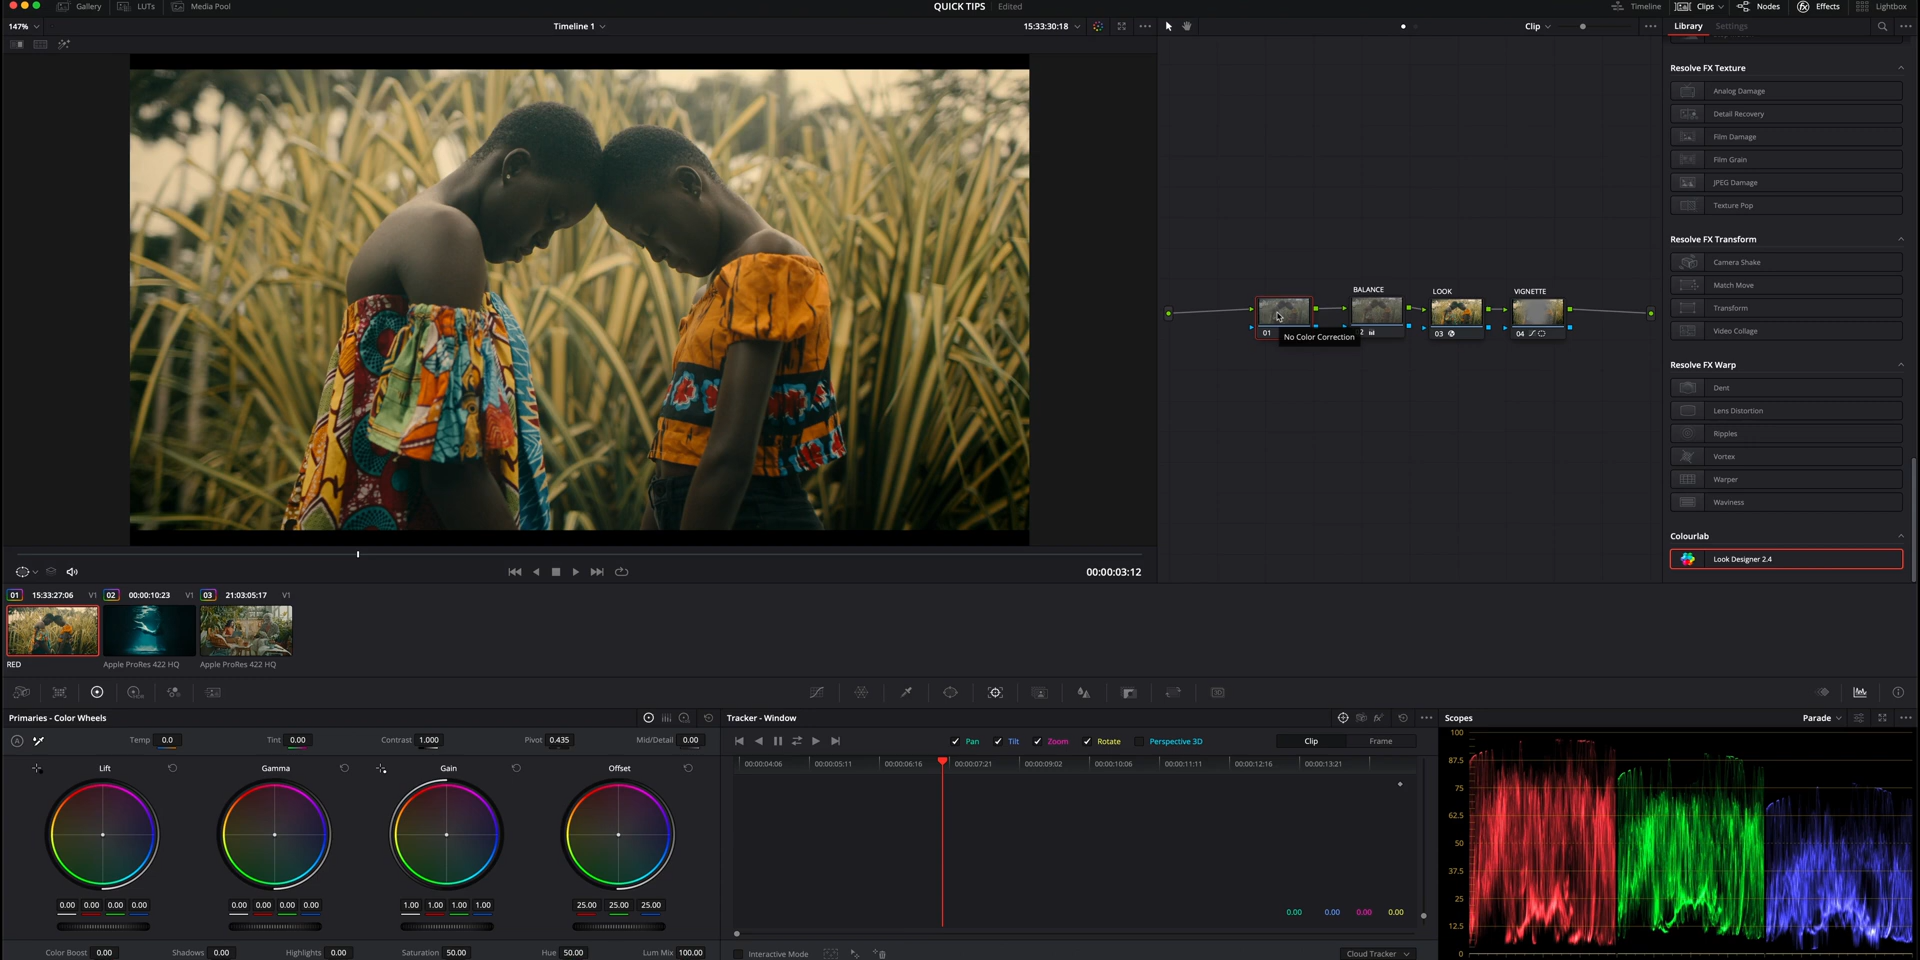 Gallery LUTs Media Pool QUICK TIPS Edited Timeline Clips Nodes Effects Lightbox
147% Timeline 1 15:33:30:18 Clip Library Settings
Resolve FX Texture
Analog Damage
Detail Recovery
Film Damage
Film Grain
JPEG Damage
Texture Pop
Resolve FX Transform
Camera Shake
Match Move
Transform
Video Collage
BALANCE LOOK VIGNETTE
01 2 03 04
No Color Correction
Resolve FX Warp
Dent
Lens Distortion
Ripples
Vortex
Warper
Waviness
Colourlab
Look Designer 2.4
00:00:03:12
01 15:33:27:06 V1 02 00:00:10:23 V1 03 21:03:05:17 V1
RED Apple ProRes 422 HQ Apple ProRes 422 HQ
Primaries - Color Wheels Tracker - Window Scopes Parade
A Temp 0.0 Tint 0.00 Contrast 1.000 Pivot 0.435 Mid/Detail 0.00
Pan Tilt Zoom Rotate Perspective 3D Clip Frame
Lift Gamma Gain Offset
00:00:04:06 00:00:05:11 00:00:06:16 00:00:07:21 00:00:09:02 00:00:10:06 00:00:11:11 00:00:12:16 00:00:13:21
0.00 0.00 0.00 0.00 0.00 0.00 0.00 0.00 1.00 1.00 1.00 1.00 25.00 25.00 25.00
0.00 0.00 0.00 0.00
Color Boost 0.00 Shadows 0.00 Highlights 0.00 Saturation 50.00 Hue 50.00 Lum Mix 100.00
Interactive Mode Cloud Tracker
100
87.5
75
62.5
50
37.5
25
12.5
0